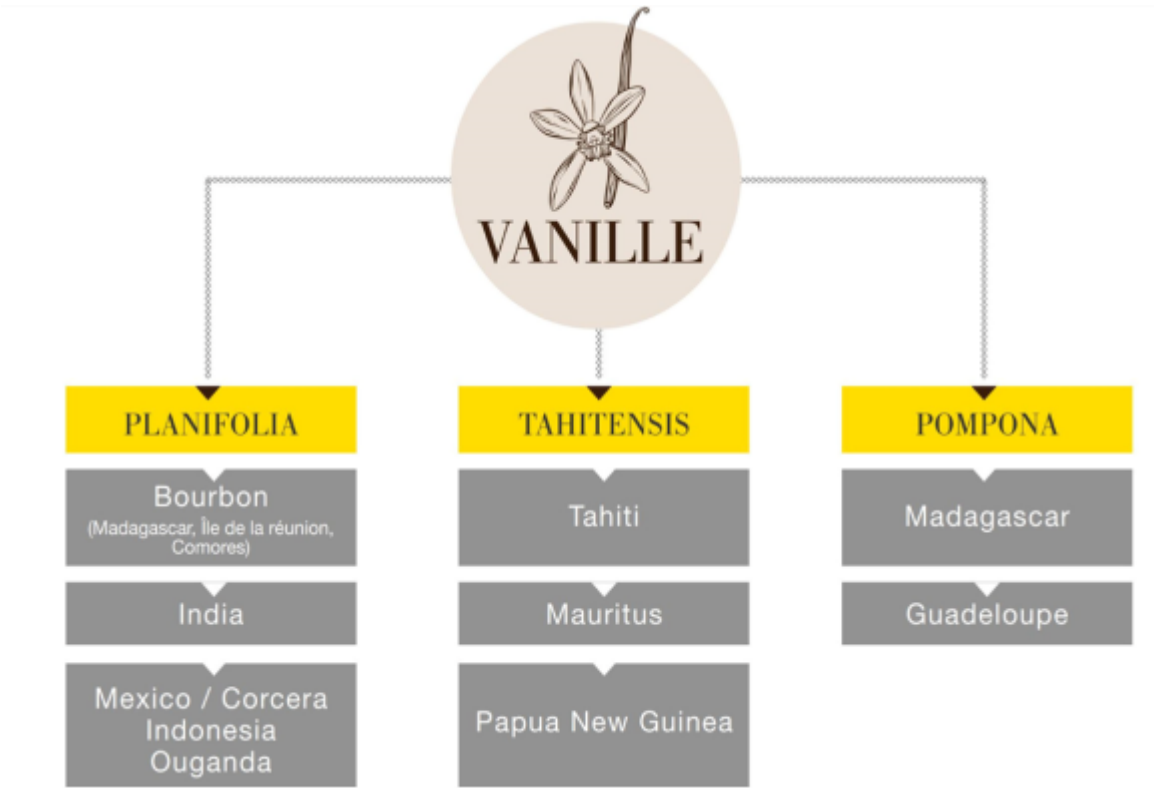 VANILLE
PLANIFOLIA
Bourbon
(Madagascar, Île de la réunion,
Comores)
India
Mexico / Corcera
Indonesia
Ouganda
TAHITENSIS
Tahiti
Mauritus
Papua New Guinea
POMPONA
Madagascar
Guadeloupe